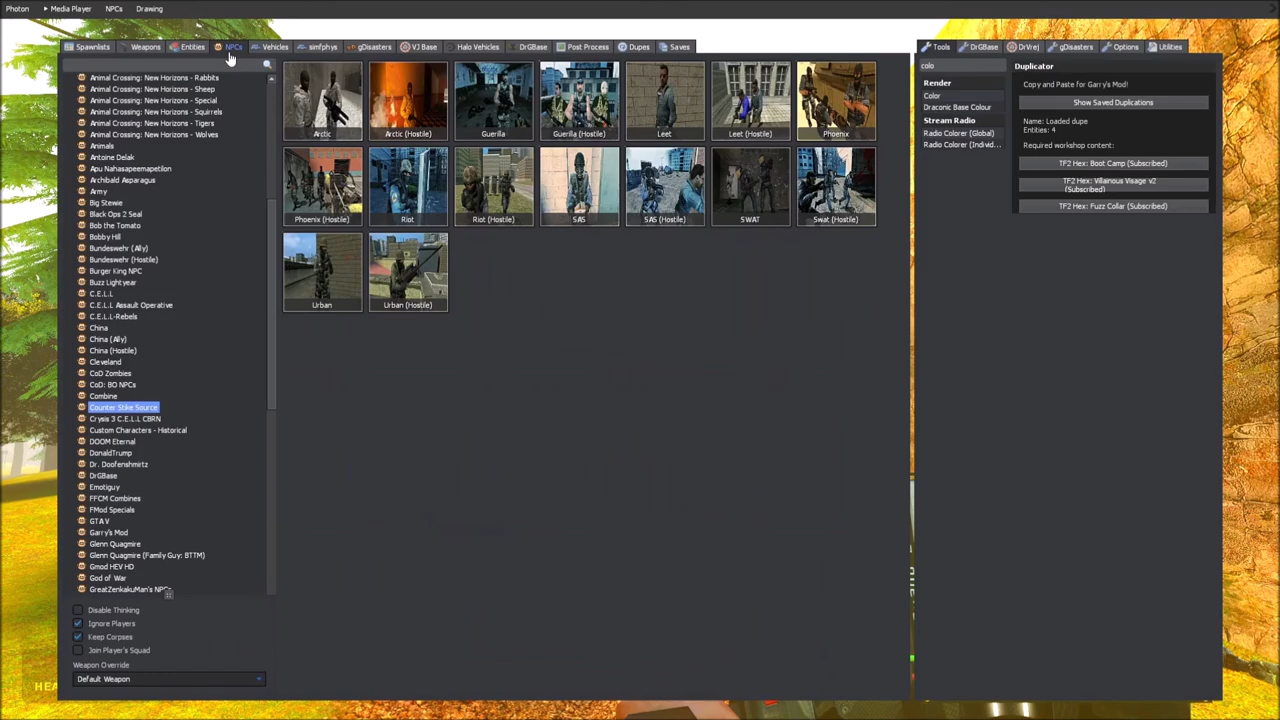 Photon
Media Player
NPCs
Drawing
Spawnlists
Weapons
Entities
NPCs
Vehicles
simfphys
gDisasters
VJ Base
Halo Vehicles
DrGBase
Post Process
Dupes
Saves
Tools
DrGBase
DrVrej
gDisasters
Options
Utilities
Animal Crossing: New Horizons - Rabbits
Animal Crossing: New Horizons - Sheep
Animal Crossing: New Horizons - Special
Animal Crossing: New Horizons - Squirrels
Animal Crossing: New Horizons - Tigers
Animal Crossing: New Horizons - Wolves
Animals
Antoine Delak
Apu Nahasapeemapetilon
Archibald Asparagus
Army
Big Stewie
Black Ops 2 Seal
Bob the Tomato
Bobby Hill
Bundeswehr (Ally)
Bundeswehr (Hostile)
Burger King NPC
Buzz Lightyear
C.E.L.L
C.E.L.L Assault Operative
C.E.L.L-Rebels
China
China (Ally)
China (Hostile)
Cleveland
CoD Zombies
CoD: BO NPCs
Combine
Counter Stike Source
Crysis 3 C.E.L.L CBRN
Custom Characters - Historical
DOOM Eternal
DonaldTrump
Dr. Doofenshmirtz
DrGBase
Emotiguy
FFCM Combines
FMod Specials
GTA V
Garry's Mod
Glenn Quagmire
Glenn Quagmire (Family Guy: BTTM)
Gmod HEV HD
God of War
GreatZenkakuMan's NPCs
Disable Thinking
Ignore Players
Keep Corpses
Join Player's Squad
Weapon Override
Default Weapon
Arctic
Arctic (Hostile)
Guerilla
Guerilla (Hostile)
Leet
Leet (Hostile)
Phoenix
Phoenix (Hostile)
Riot
Riot (Hostile)
SAS
SAS (Hostile)
SWAT
Swat (Hostile)
Urban
Urban (Hostile)
colo
Render
Color
Draconic Base Colour
Stream Radio
Radio Colorer (Global)
Radio Colorer (Individ...
Duplicator
Copy and Paste for Garry's Mod!
Show Saved Duplications
Name: Loaded dupe
Entities: 4
Required workshop content:
TF2 Hex: Boot Camp (Subscribed)
TF2 Hex: Villainous Visage v2
(Subscribed)
TF2 Hex: Fuzz Collar (Subscribed)
HEA